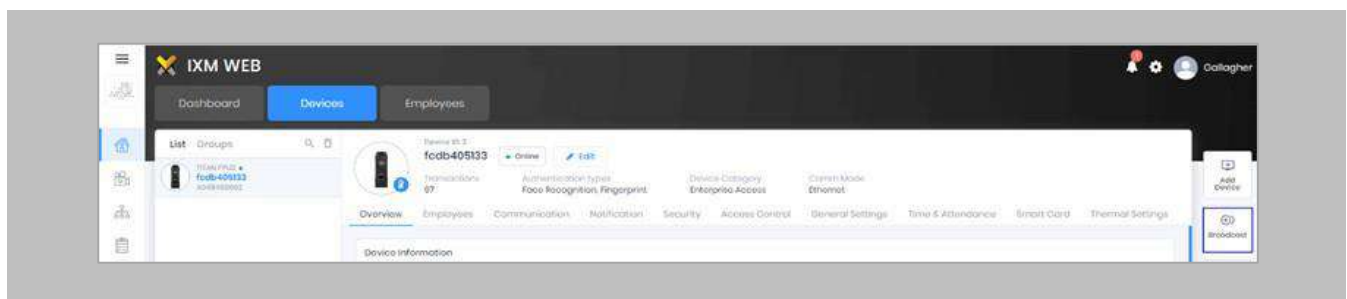 IXM WEB
Gallagher
Dashboard Devices Employees
List Groups
fcdb405133
Device ID 3
fcdb405133 Online Edit
Transactions Authentication Types Device Category Comm Mode
97 Face Recognition, Fingerprint Enterprise Access Ethernet
Overview Employees Communication Notification Security Access Control General Settings Time & Attendance Smart Card Thermal Settings
Device Information
Add
Device
Broadcast